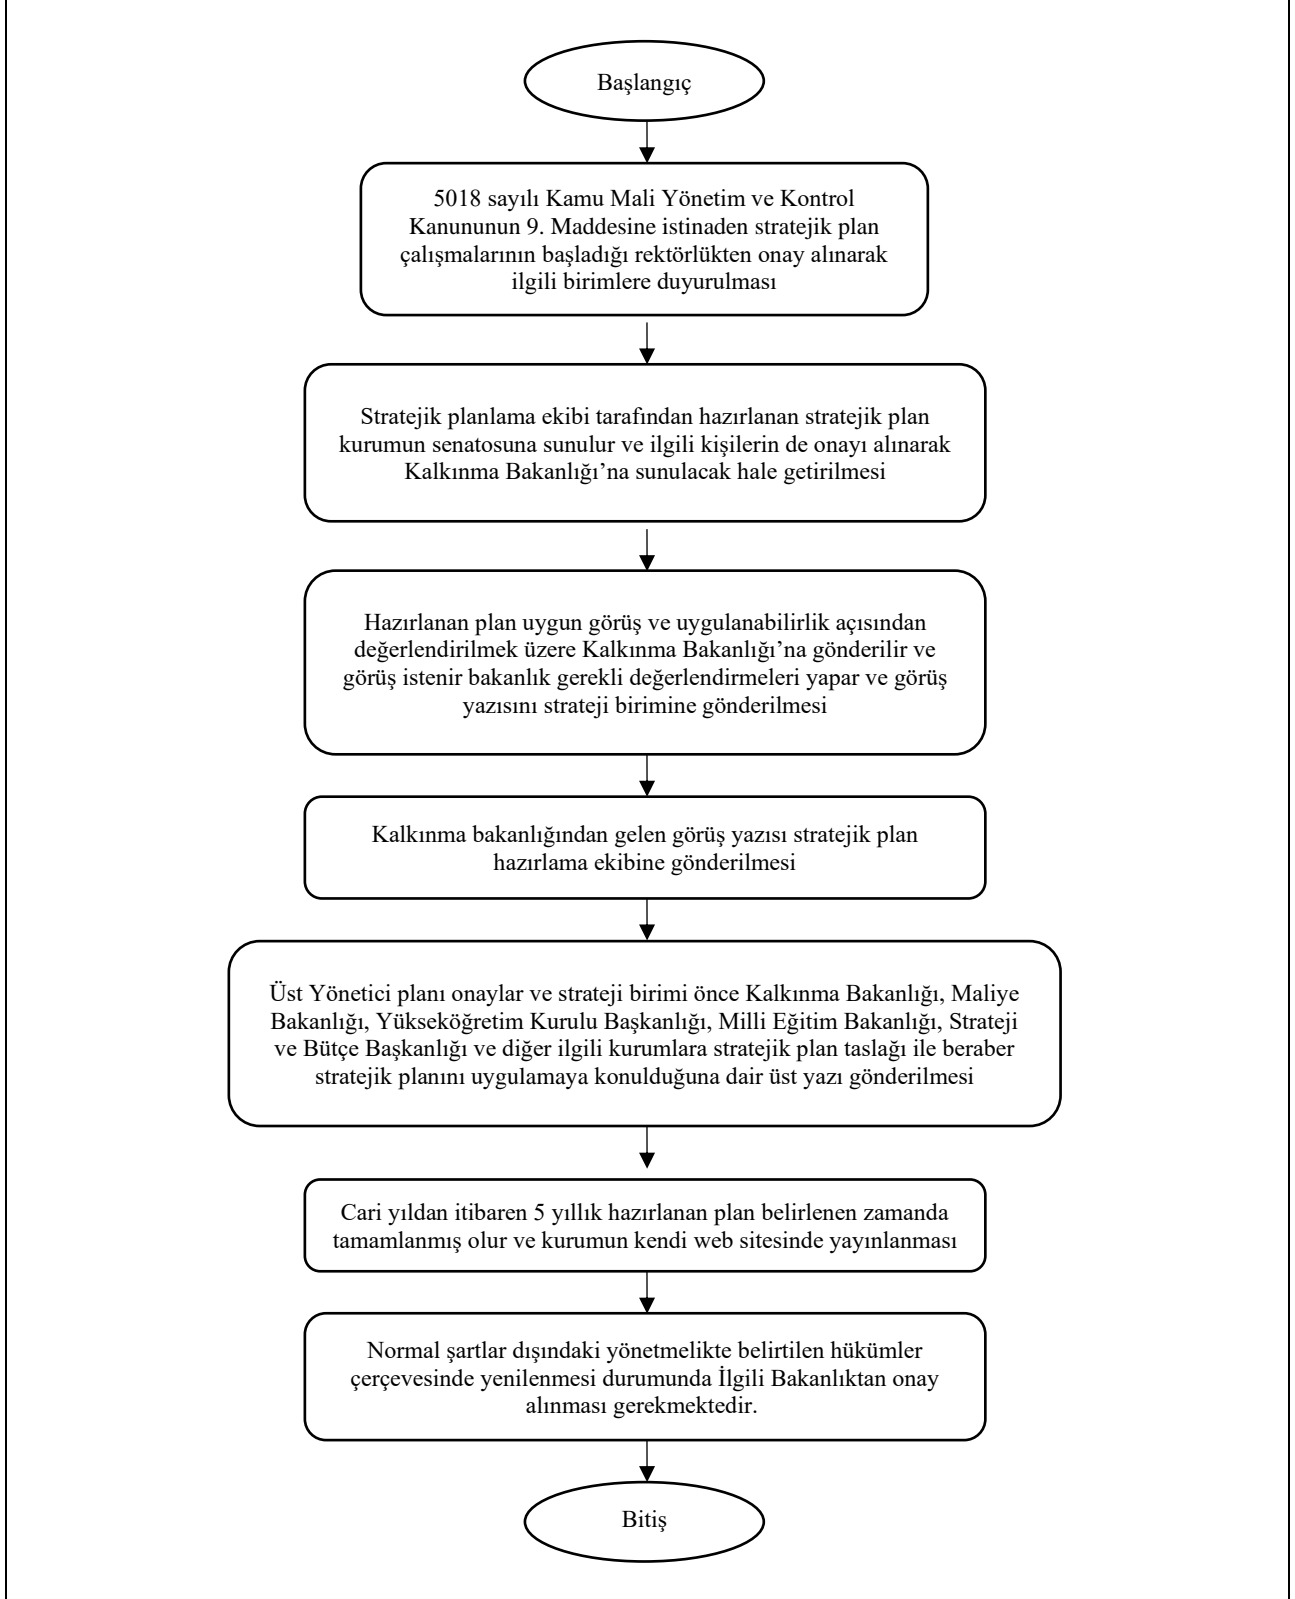 Başlangıç
5018 sayılı Kamu Mali Yönetim ve Kontrol
Kanununun 9. Maddesine istinaden stratejik plan
çalışmalarının başladığı rektörlükten onay alınarak
ilgili birimlere duyurulması
Stratejik planlama ekibi tarafından hazırlanan stratejik plan
kurumun senatosuna sunulur ve ilgili kişilerin de onayı alınarak
Kalkınma Bakanlığı’na sunulacak hale getirilmesi
Hazırlanan plan uygun görüş ve uygulanabilirlik açısından
değerlendirilmek üzere Kalkınma Bakanlığı’na gönderilir ve
görüş istenir bakanlık gerekli değerlendirmeleri yapar ve görüş
yazısını strateji birimine gönderilmesi
Kalkınma bakanlığından gelen görüş yazısı stratejik plan
hazırlama ekibine gönderilmesi
Üst Yönetici planı onaylar ve strateji birimi önce Kalkınma Bakanlığı, Maliye
Bakanlığı, Yükseköğretim Kurulu Başkanlığı, Milli Eğitim Bakanlığı, Strateji
ve Bütçe Başkanlığı ve diğer ilgili kurumlara stratejik plan taslağı ile beraber
stratejik planını uygulamaya konulduğuna dair üst yazı gönderilmesi
Cari yıldan itibaren 5 yıllık hazırlanan plan belirlenen zamanda
tamamlanmış olur ve kurumun kendi web sitesinde yayınlanması
Normal şartlar dışındaki yönetmelikte belirtilen hükümler
çerçevesinde yenilenmesi durumunda İlgili Bakanlıktan onay
alınması gerekmektedir.
Bitiş